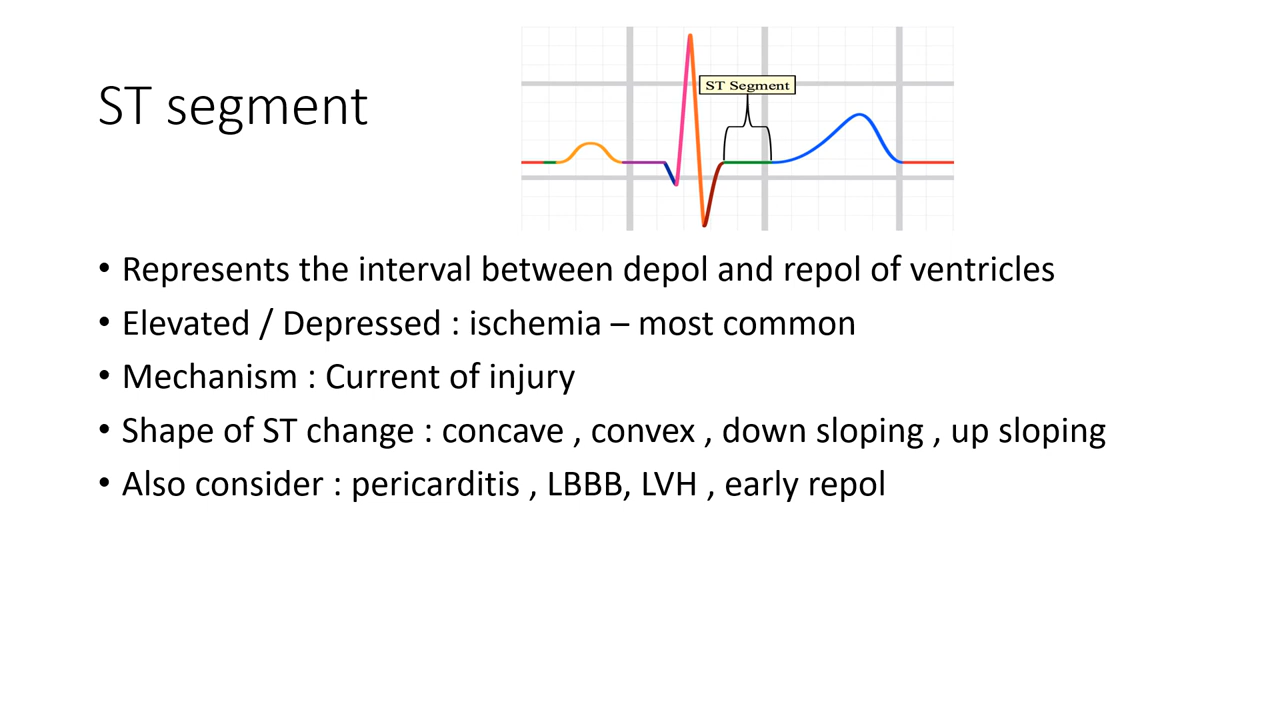 ST segment
ST Segment
• Represents the interval between depol and repol of ventricles
• Elevated / Depressed : ischemia – most common
• Mechanism : Current of injury
• Shape of ST change : concave , convex , down sloping , up sloping
• Also consider : pericarditis , LBBB, LVH , early repol